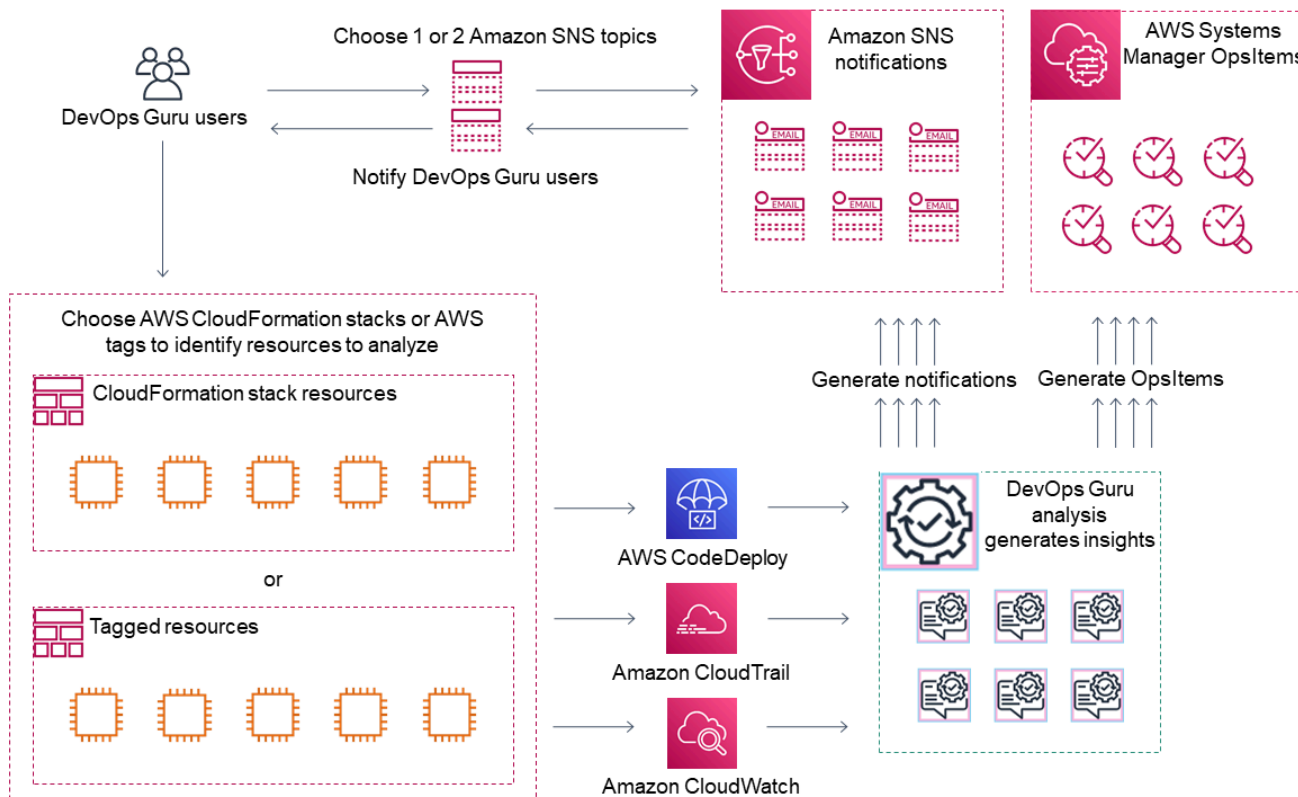 Choose 1 or 2 Amazon SNS topics
DevOps Guru users
Notify DevOps Guru users
Amazon SNS
notifications
EMAIL
EMAIL
EMAIL
EMAIL
EMAIL
EMAIL
AWS Systems
Manager OpsItems
Choose AWS CloudFormation stacks or AWS
tags to identify resources to analyze
CloudFormation stack resources
or
Tagged resources
AWS CodeDeploy
Amazon CloudTrail
Amazon CloudWatch
Generate notifications
Generate OpsItems
DevOps Guru
analysis
generates insights